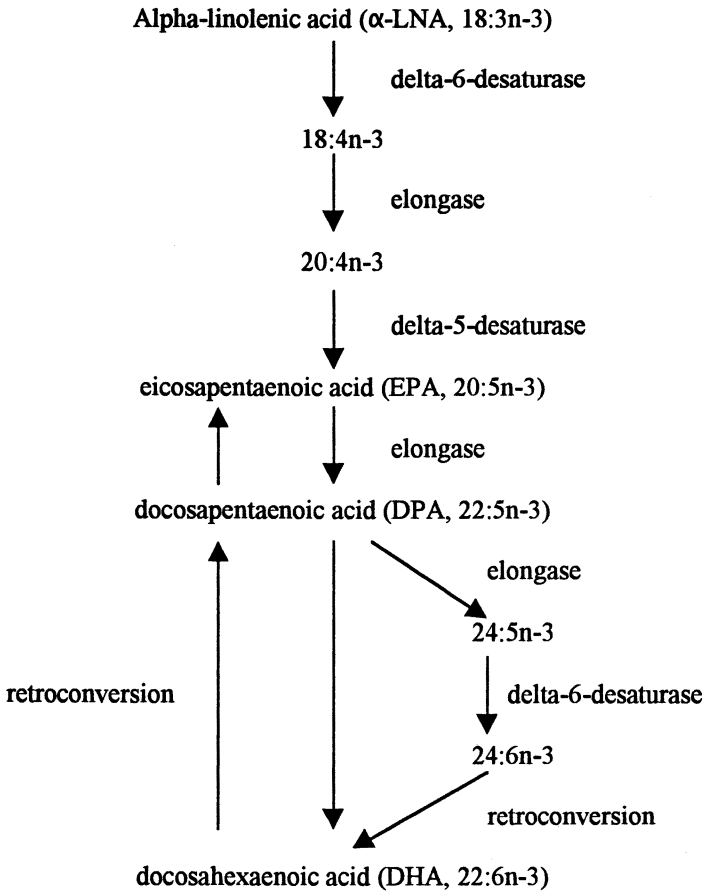 Alpha-linolenic acid (α-LNA, 18:3n-3)
delta-6-desaturase
18:4n-3
elongase
20:4n-3
delta-5-desaturase
eicosapentaenoic acid (EPA, 20:5n-3)
elongase
docosapentaenoic acid (DPA, 22:5n-3)
elongase
24:5n-3
retroconversion
delta-6-desaturase
24:6n-3
retroconversion
docosahexaenoic acid (DHA, 22:6n-3)